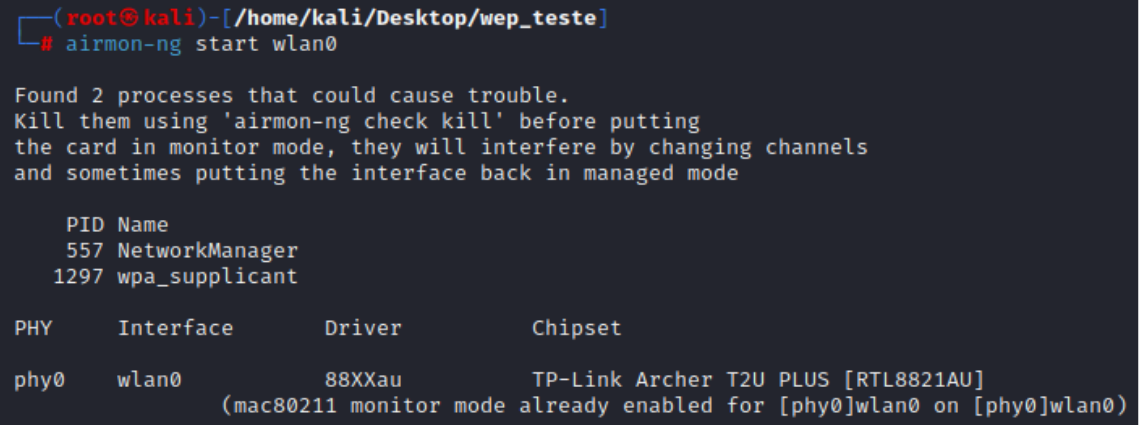 ┌──(root㉿kali)-[/home/kali/Desktop/wep_teste]
└─# airmon-ng start wlan0
Found 2 processes that could cause trouble.
Kill them using 'airmon-ng check kill' before putting
the card in monitor mode, they will interfere by changing channels
and sometimes putting the interface back in managed mode
PID Name
557 NetworkManager
1297 wpa_supplicant
PHY Interface Driver Chipset
phy0 wlan0 88XXau TP-Link Archer T2U PLUS [RTL8821AU]
(mac80211 monitor mode already enabled for [phy0]wlan0 on [phy0]wlan0)